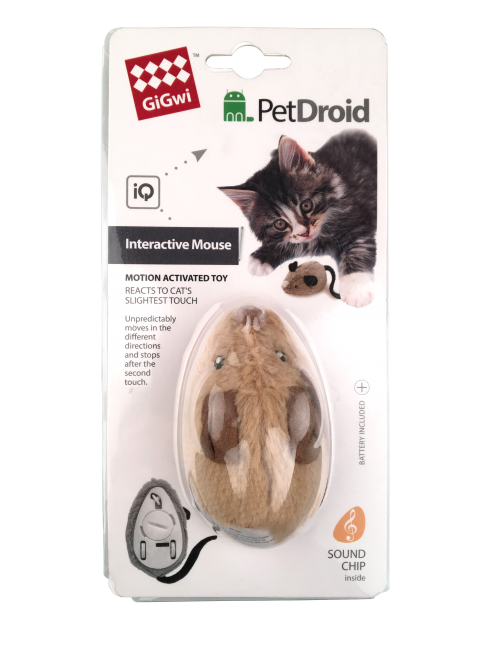 GiGwi
™
PetDroid
iQ
Interactive Mouse
MOTION ACTIVATED TOY
REACTS TO CAT'S
SLIGHTEST TOUCH
Unpredictably
moves in the
different
directions
and stops
after the
second
touch.
BATTERY INCLUDED
SOUND
CHIP
inside